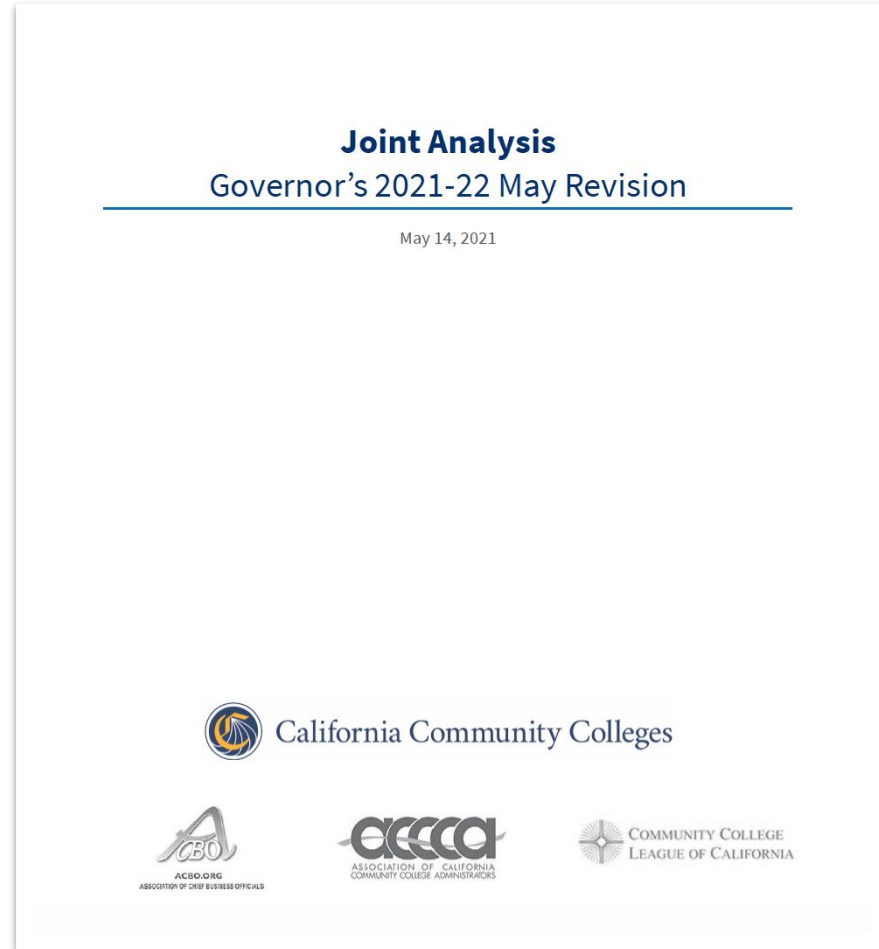 Joint Analysis
Governor's 2021-22 May Revision
May 14, 2021
California Community Colleges
ACBO
ACBO.ORG
ASSOCIATION OF CHIEF BUSINESS OFFICIALS
accca
ASSOCIATION OF CALIFORNIA
COMMUNITY COLLEGE ADMINISTRATORS
COMMUNITY COLLEGE
LEAGUE OF CALIFORNIA